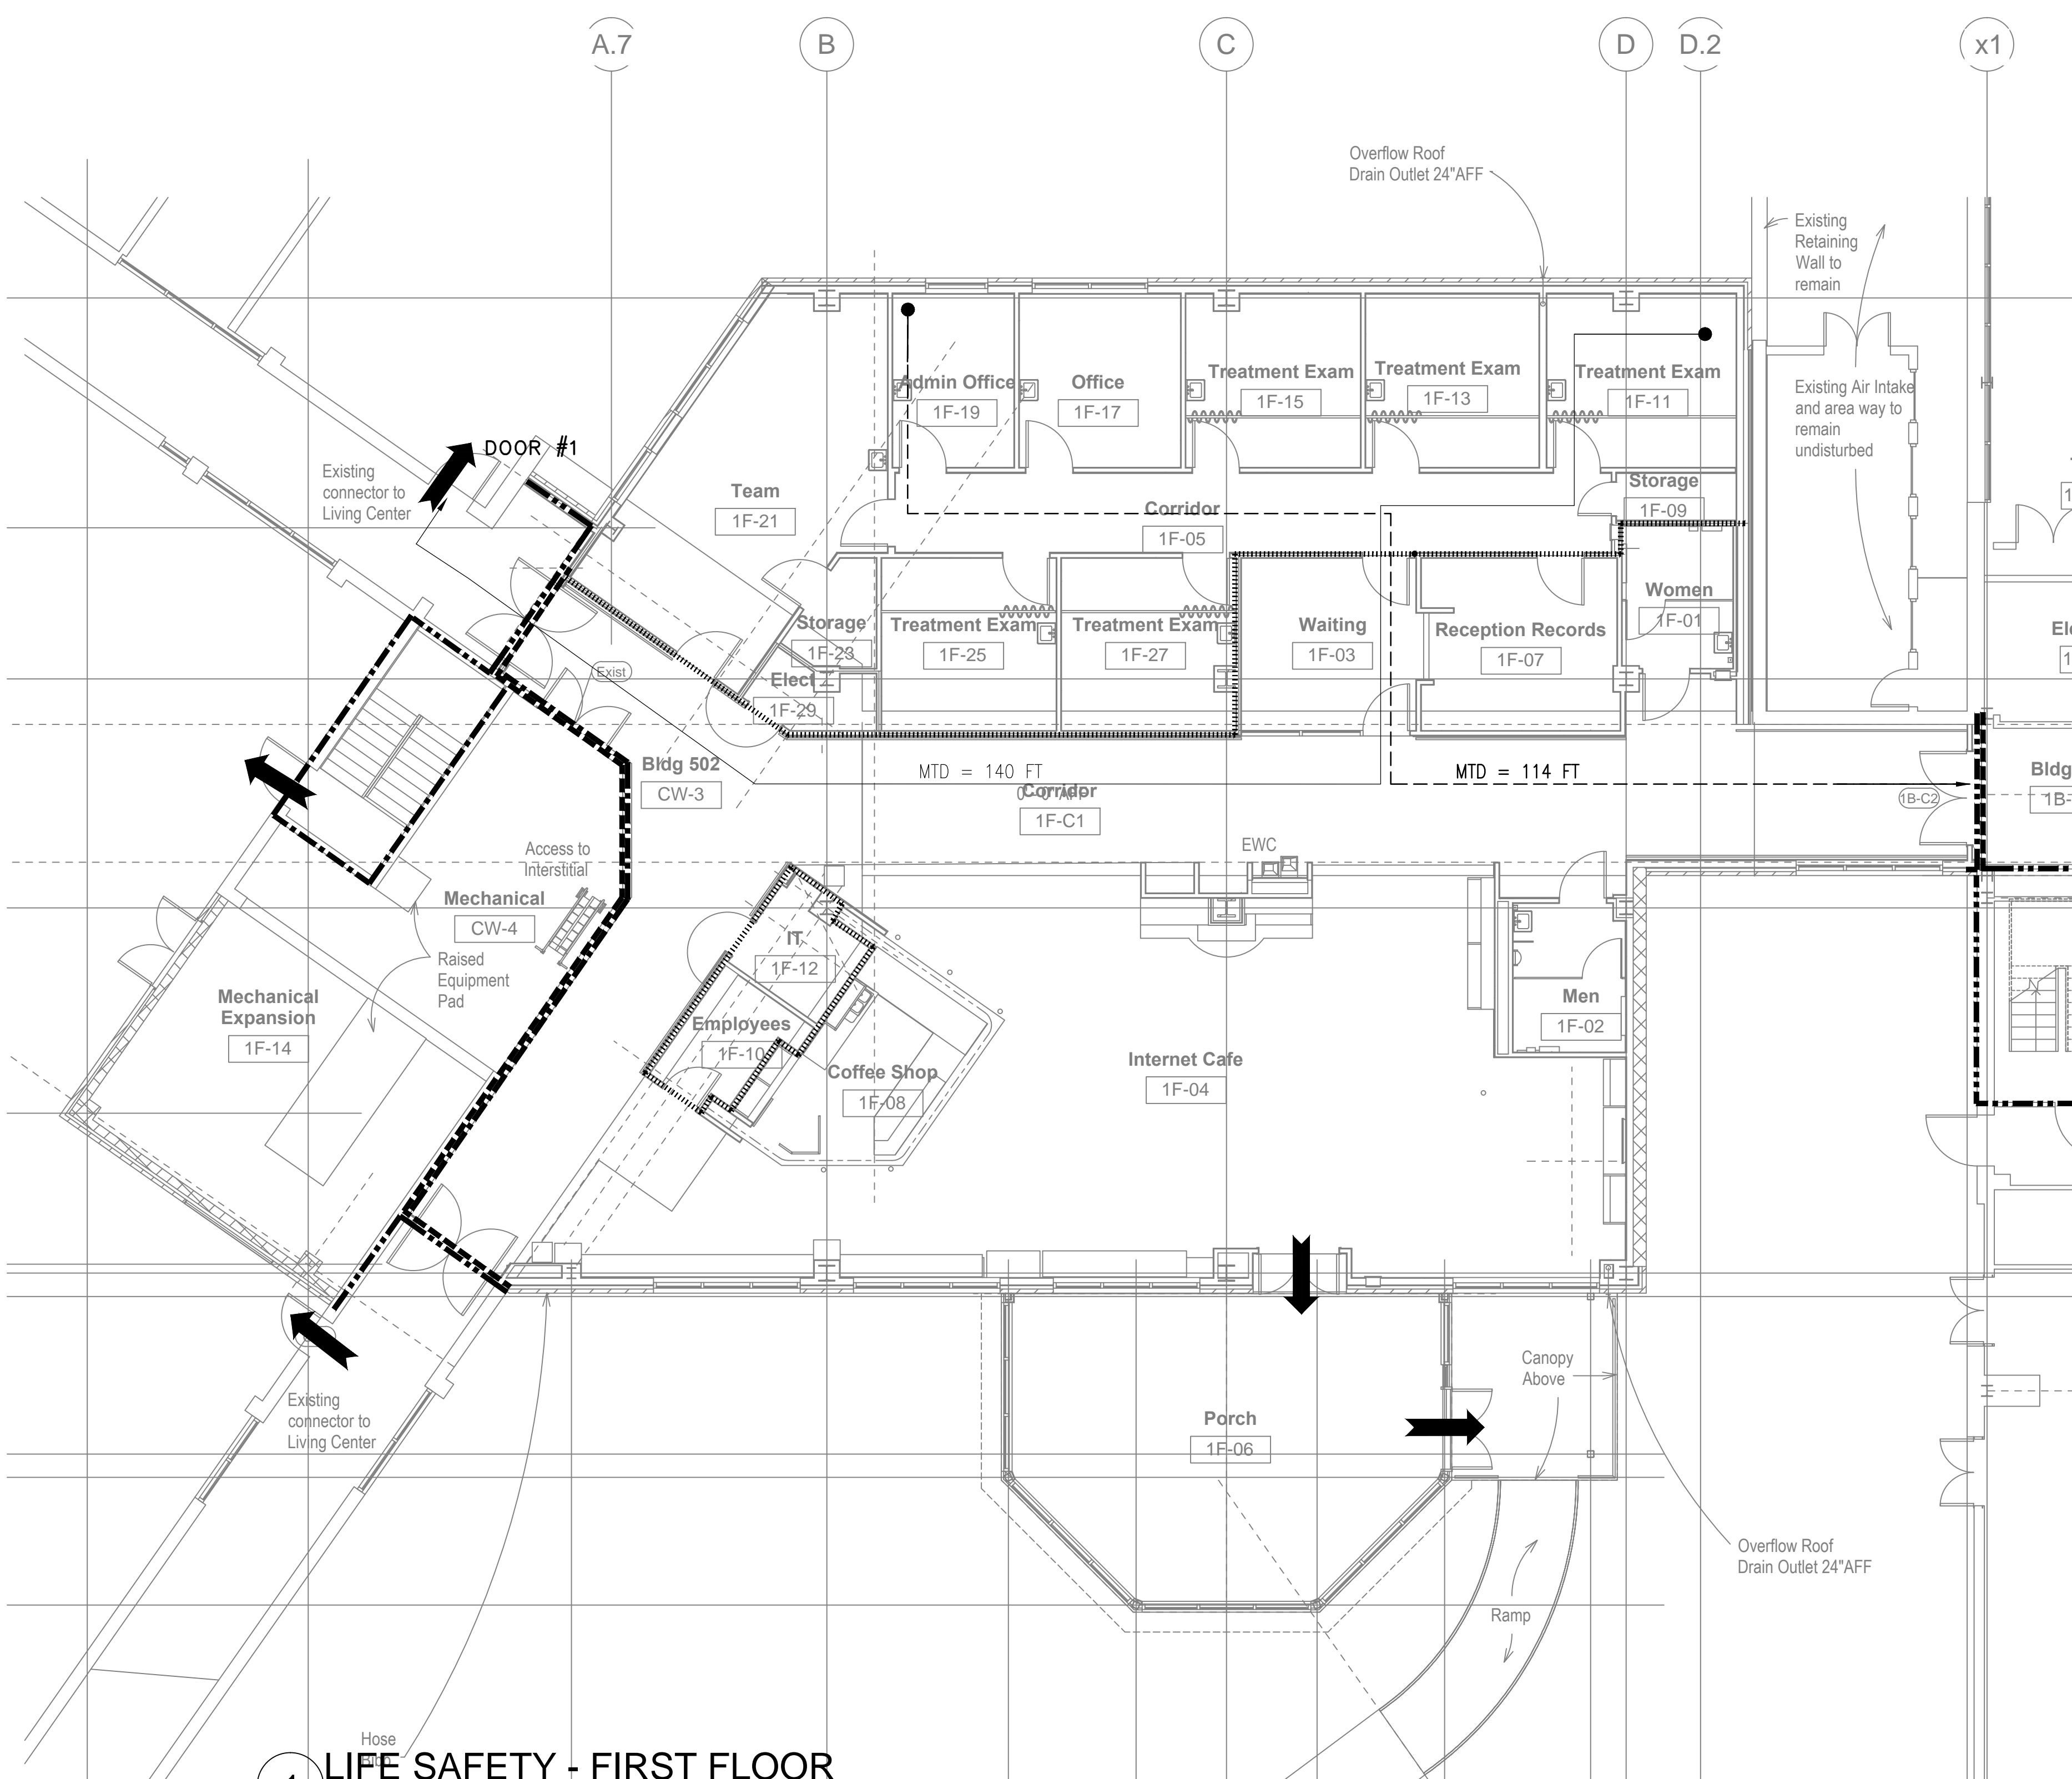 A.7
B
C
D
D.2
x1
Overflow Roof
Drain Outlet 24"AFF
Existing
Retaining
Wall to
remain
Existing Air Intake
and area way to
remain
undisturbed
Admin Office
1F-19
Office
1F-17
Treatment Exam
1F-15
Treatment Exam
1F-13
Treatment Exam
1F-11
DOOR #1
Existing
connector to
Living Center
Team
1F-21
Corridor
1F-05
Storage
1F-09
Women
1F-01
Storage
1F-23
Treatment Exam
1F-25
Treatment Exam
1F-27
Waiting
1F-03
Reception Records
1F-07
Exist
Elect
1F-29
Bldg 502
CW-3
MTD = 140 FT
MTD = 114 FT
Corridor
1F-C1
1B-C2
Bldg
1B-
EWC
Access to
Interstitial
Mechanical
CW-4
Raised
Equipment
Pad
IT
1F-12
Mechanical
Expansion
1F-14
Employees
1F-10
Coffee Shop
1F-08
Internet Cafe
1F-04
Men
1F-02
Existing
connector to
Living Center
Canopy
Above
Porch
1F-06
Overflow Roof
Drain Outlet 24"AFF
Ramp
Hose
Bibb
LIFE SAFETY - FIRST FLOOR